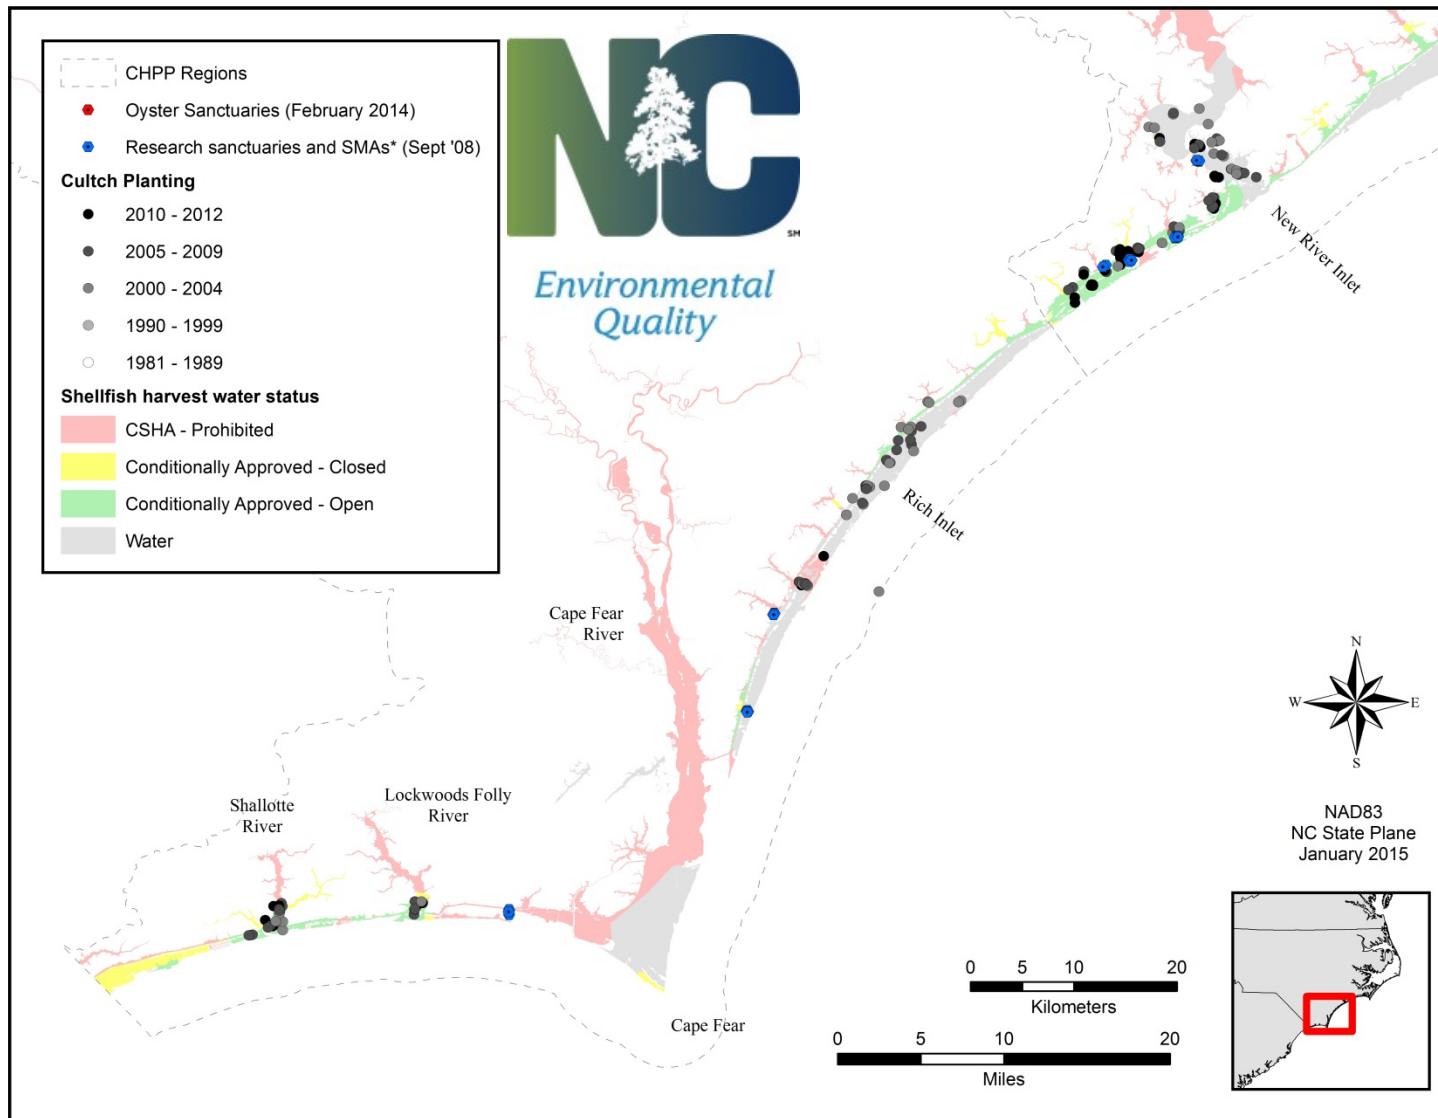 CHPP Regions
Oyster Sanctuaries (February 2014)
Research sanctuaries and SMAs* (Sept '08)
Cultch Planting
2010 - 2012
2005 - 2009
2000 - 2004
1990 - 1999
1981 - 1989
Shellfish harvest water status
CSHA - Prohibited
Conditionally Approved - Closed
Conditionally Approved - Open
Water
NC
SM
Environmental
Quality
New River Inlet
Rich Inlet
Cape Fear
River
Lockwoods Folly
River
Shallotte
River
Cape Fear
N
W E
S
NAD83
NC State Plane
January 2015
0 5 10 20
Kilometers
0 5 10 20
Miles